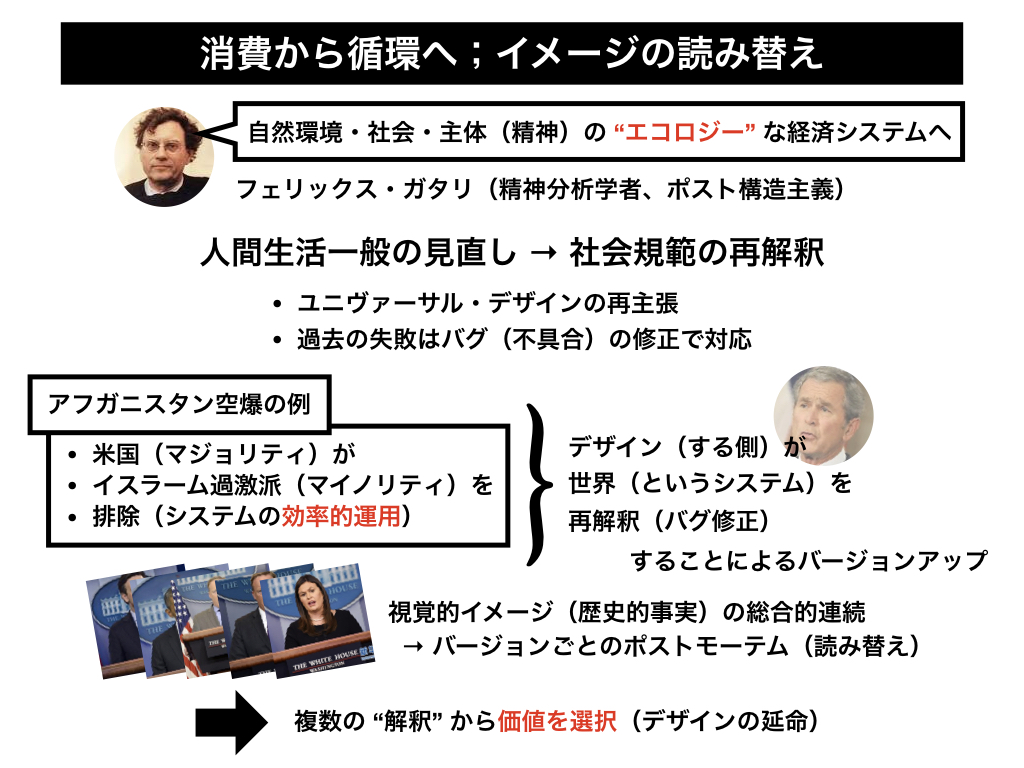 消費から循環へ；イメージの読み替え
自然環境・社会・主体（精神）の “エコロジー” な経済システムへ
フェリックス・ガタリ（精神分析学者、ポスト構造主義）
人間生活一般の見直し → 社会規範の再解釈
• ユニヴァーサル・デザインの再主張
• 過去の失敗はバグ（不具合）の修正で対応
アフガニスタン空爆の例
• 米国（マジョリティ）が
• イスラーム過激派（マイノリティ）を
• 排除（システムの効率的運用）
デザイン（する側）が
世界（というシステム）を
再解釈（バグ修正）
することによるバージョンアップ
視覚的イメージ（歴史的事実）の総合的連続
→ バージョンごとのポストモーテム（読み替え）
THE WHITE HOUSE
WASHINGTON
複数の “解釈” から価値を選択（デザインの延命）